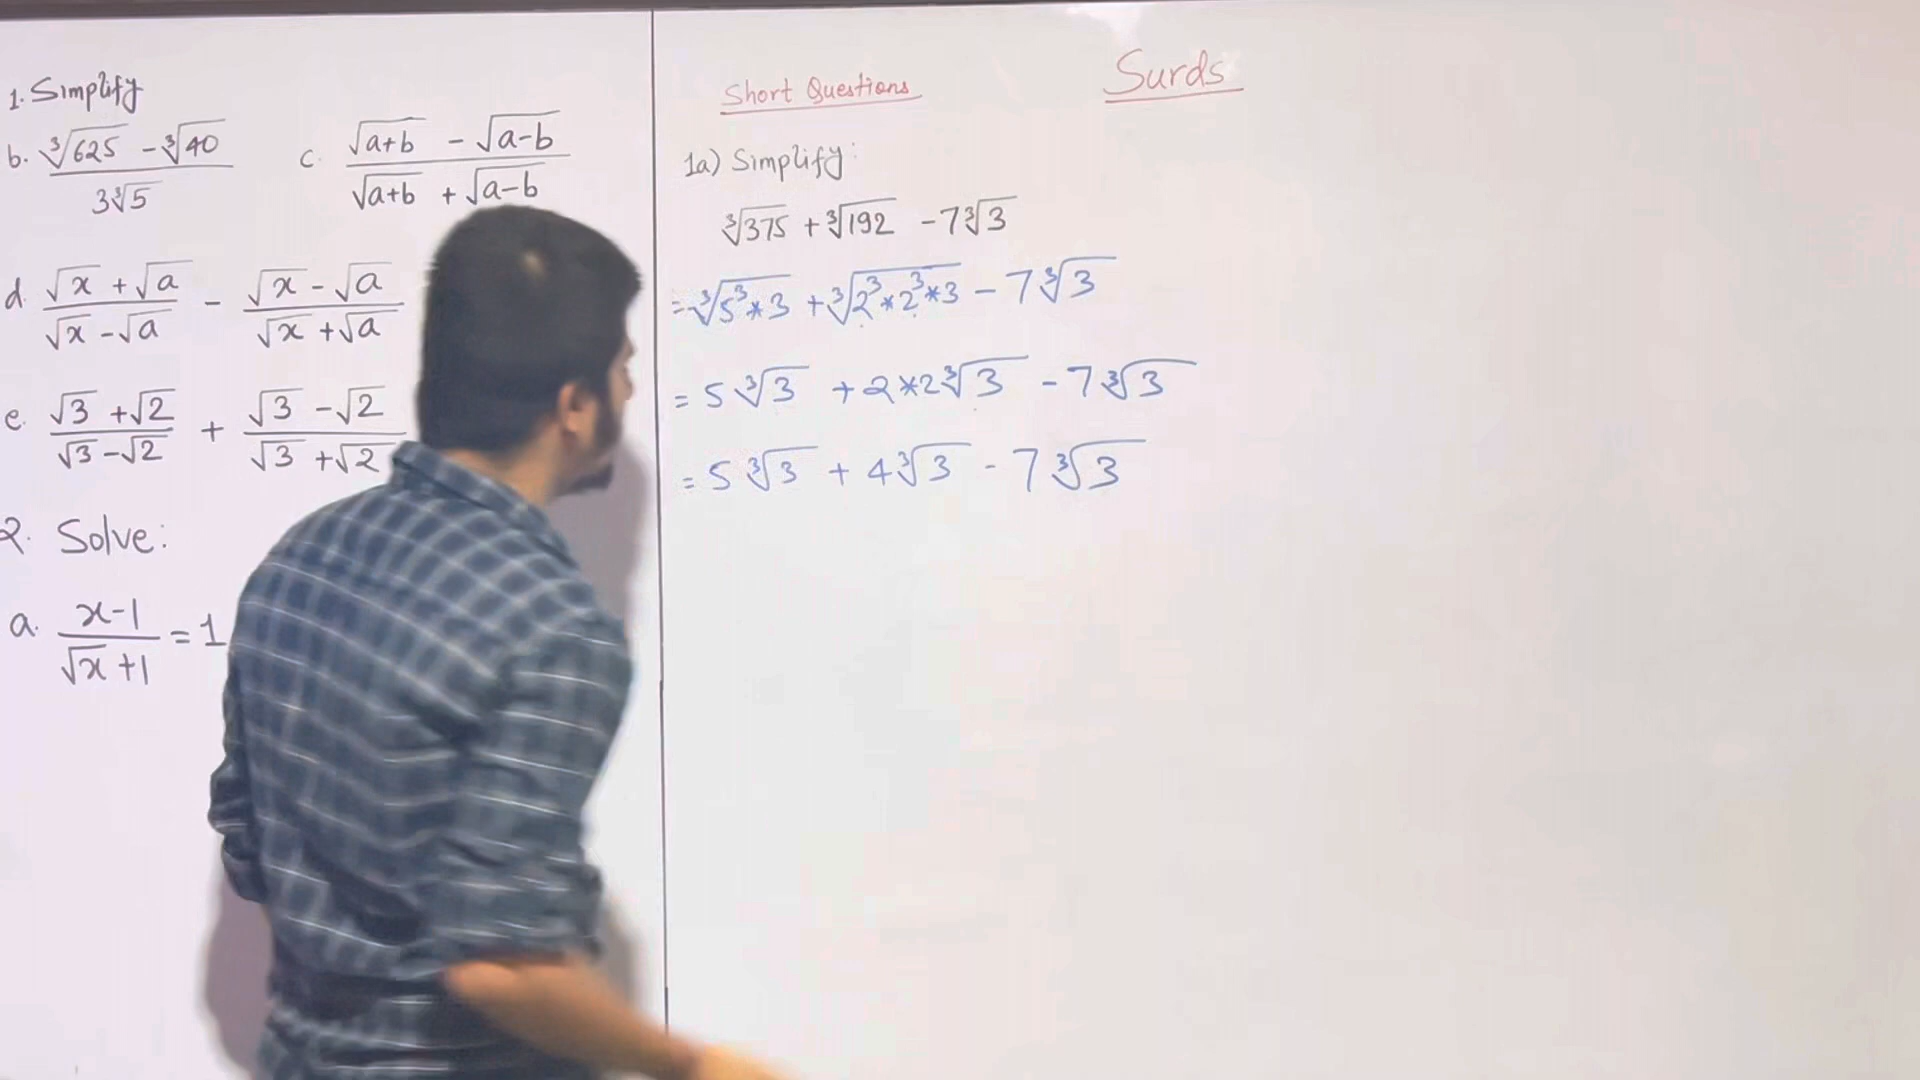 1. Simplify
b. (∛625 - ∛40) / (3∛5)
c. (√(a+b) - √(a-b)) / (√(a+b) + √(a-b))
d. (√x + √a) / (√x - √a) - (√x - √a) / (√x + √a)
e. (√3 + √2) / (√3 - √2) + (√3 - √2) / (√3 + √2)
2. Solve:
a. (x-1) / (√x + 1) = 1
Surds
Short Questions
1a) Simplify:
∛375 + ∛192 - 7∛3
= ∛(5³*3) + ∛(2³*2³*3) - 7∛3
= 5∛3 + 2*2∛3 - 7∛3
= 5∛3 + 4∛3 - 7∛3